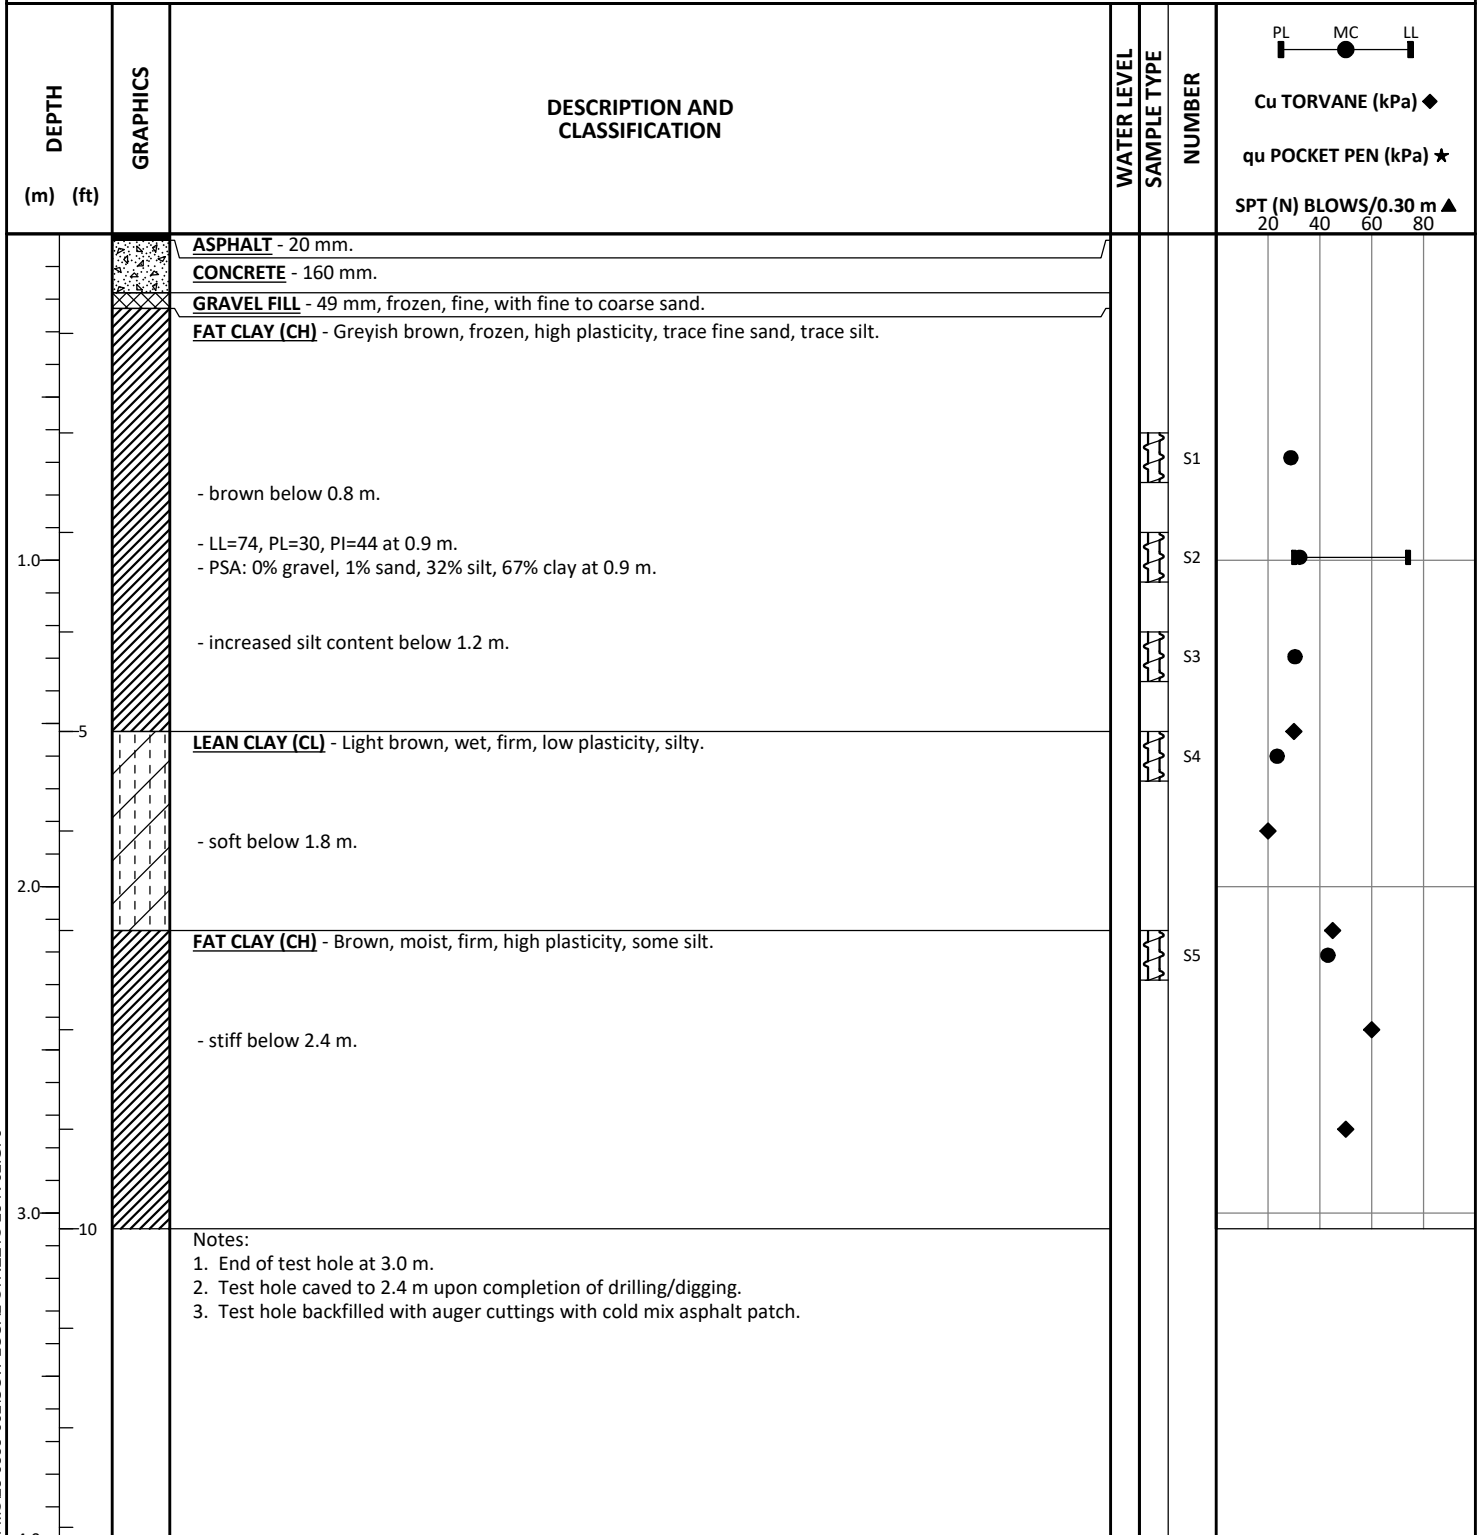 DEPTH
(m) (ft)
GRAPHICS
DESCRIPTION AND
CLASSIFICATION
WATER LEVEL
SAMPLE TYPE
NUMBER
PL MC LL
Cu TORVANE (kPa) ◆
qu POCKET PEN (kPa) ★
SPT (N) BLOWS/0.30 m ▲
20 40 60 80
ASPHALT - 20 mm.
CONCRETE - 160 mm.
GRAVEL FILL - 49 mm, frozen, fine, with fine to coarse sand.
FAT CLAY (CH) - Greyish brown, frozen, high plasticity, trace fine sand, trace silt.
S1
- brown below 0.8 m.
- LL=74, PL=30, PI=44 at 0.9 m.
1.0
S2
- PSA: 0% gravel, 1% sand, 32% silt, 67% clay at 0.9 m.
- increased silt content below 1.2 m.
S3
5
LEAN CLAY (CL) - Light brown, wet, firm, low plasticity, silty.
S4
- soft below 1.8 m.
2.0
FAT CLAY (CH) - Brown, moist, firm, high plasticity, some silt.
S5
- stiff below 2.4 m.
3.0
10
Notes:
1. End of test hole at 3.0 m.
2. Test hole caved to 2.4 m upon completion of drilling/digging.
3. Test hole backfilled with auger cuttings with cold mix asphalt patch.